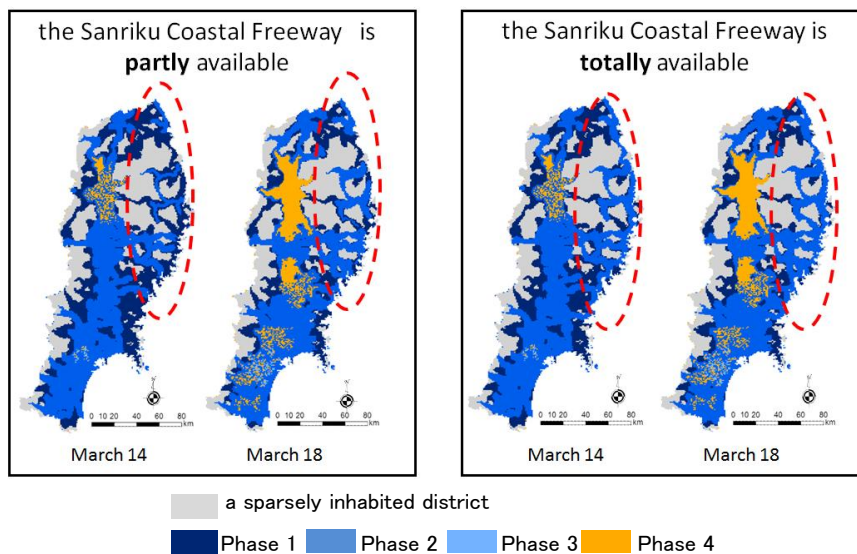 the Sanriku Coastal Freeway is
partly available
0 10 20 40 60 80
km
March 14
0 10 20 40 60 80
km
March 18
the Sanriku Coastal Freeway is
totally available
0 10 20 40 60 80
km
March 14
0 10 20 40 60 80
km
March 18
a sparsely inhabited district
Phase 1 Phase 2 Phase 3 Phase 4